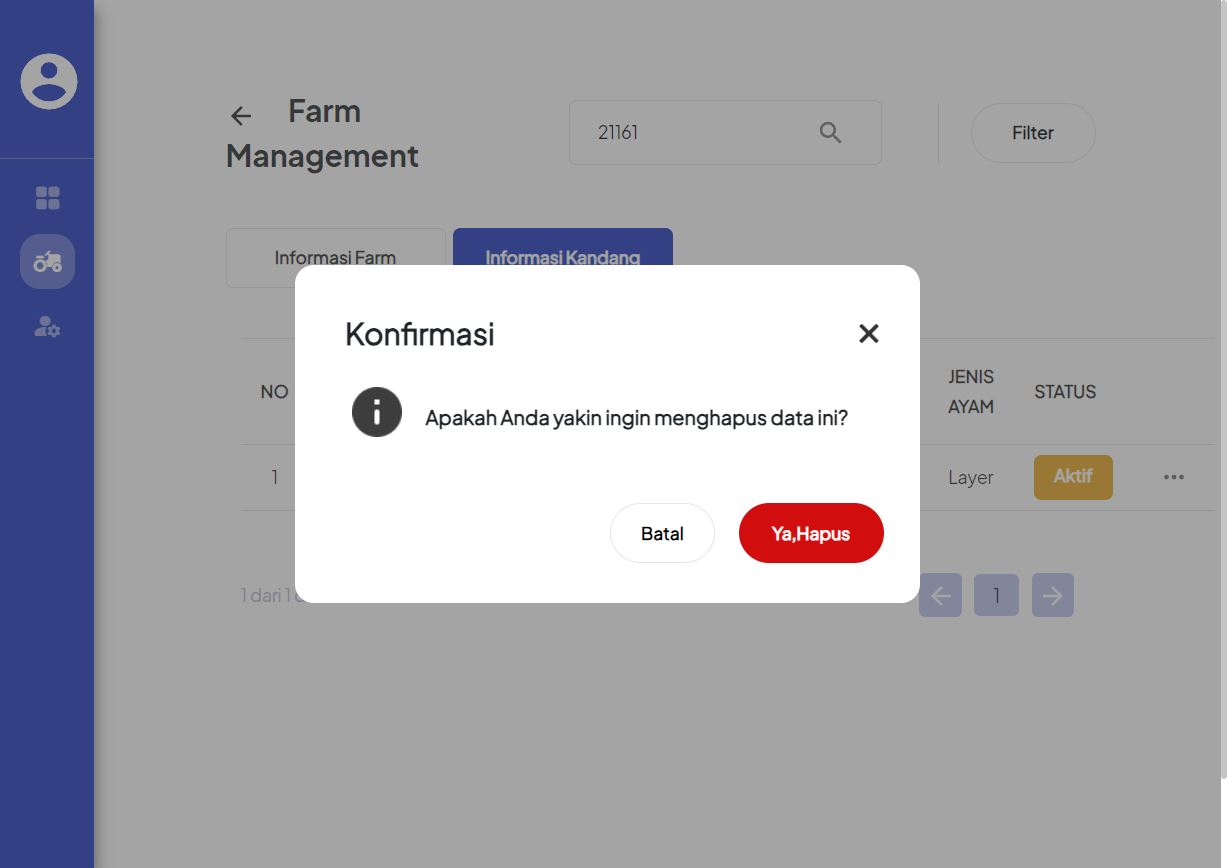 Farm
Management
21161
Filter
Informasi Farm
Informasi Kandang
Konfirmasi
Apakah Anda yakin ingin menghapus data ini?
Batal
Ya,Hapus
NO
JENIS
AYAM
STATUS
1
Layer
Aktif
1 dari 1
1